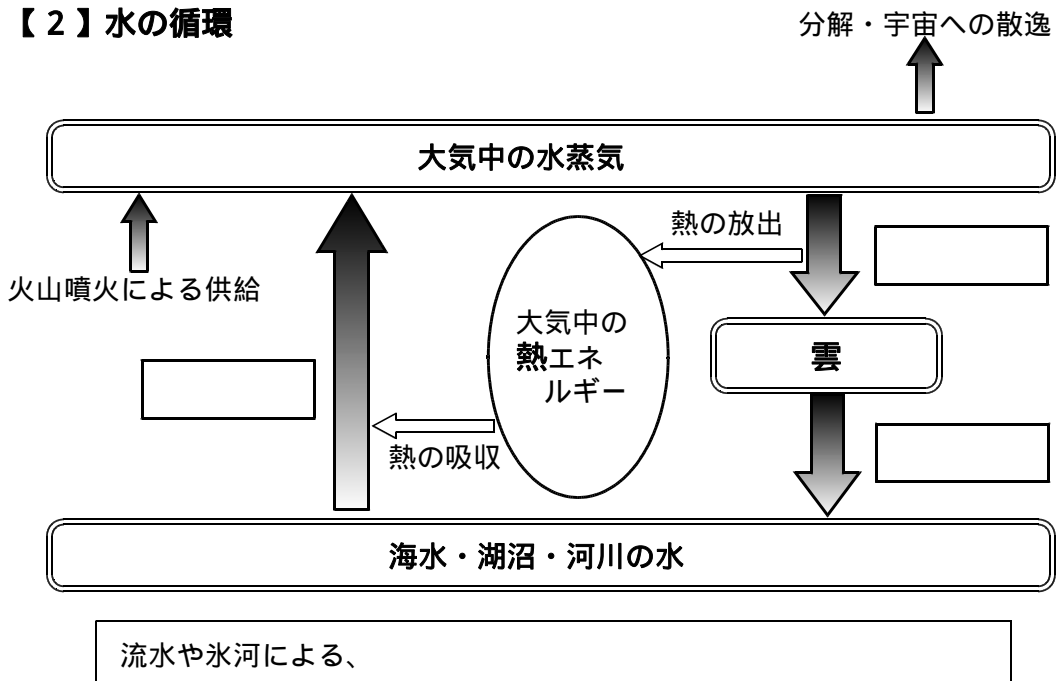 【２】水の循環
分解・宇宙への散逸
大気中の水蒸気
熱の放出
火山噴火による供給
大気中の
熱エネ
ルギー
雲
熱の吸収
海水・湖沼・河川の水
流水や氷河による、